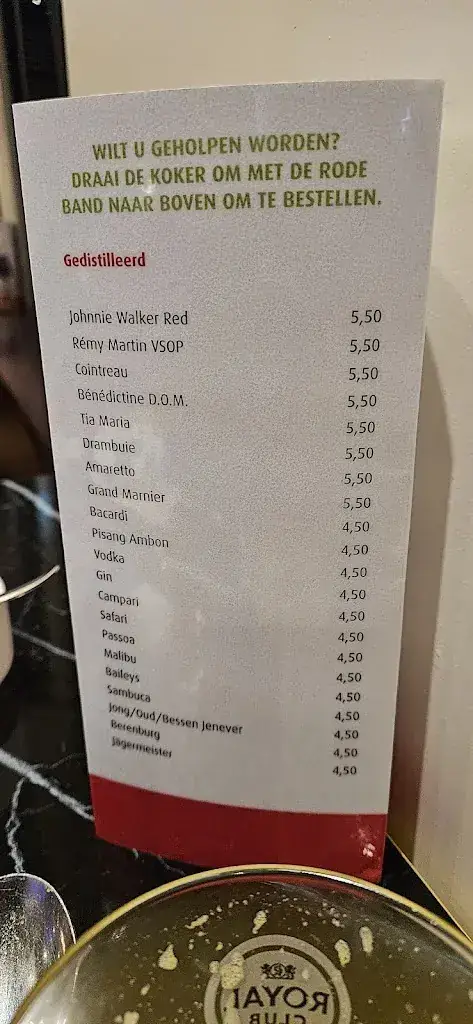 WILT U GEHOLPEN WORDEN?
DRAAI DE KOKER OM MET DE RODE
BAND NAAR BOVEN OM TE BESTELLEN.
Gedistilleerd
Johnnie Walker Red 5,50
Rémy Martin VSOP 5,50
Cointreau 5,50
Bénédictine D.O.M. 5,50
Tia Maria 5,50
Drambuie 5,50
Amaretto 5,50
Grand Marnier 5,50
Bacardi 4,50
Pisang Ambon 4,50
Vodka 4,50
Gin 4,50
Campari 4,50
Safari 4,50
Passoa 4,50
Malibu 4,50
Baileys 4,50
Sambuca 4,50
Jong/Oud/Bessen Jenever 4,50
Berenburg 4,50
Jägermeister 4,50
ROYAL
CLUB